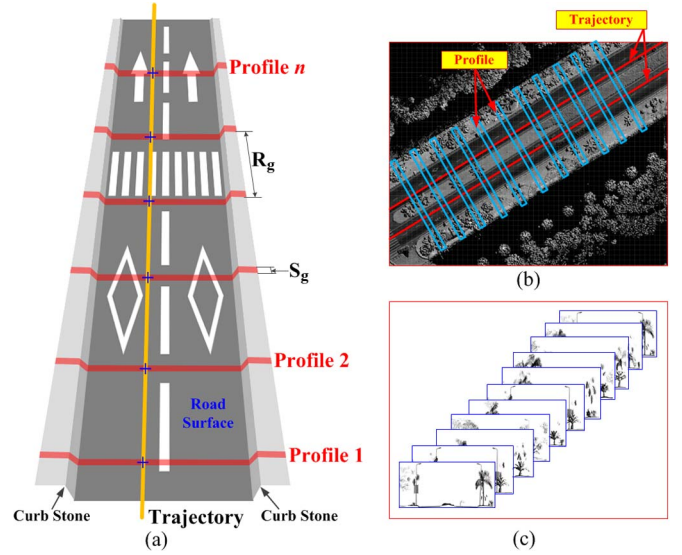 Profile n
Rg
Sg
Profile 2
Road
Surface
Profile 1
Curb Stone
Trajectory
Curb Stone
(a)
Trajectory
Profile
(b)
(c)